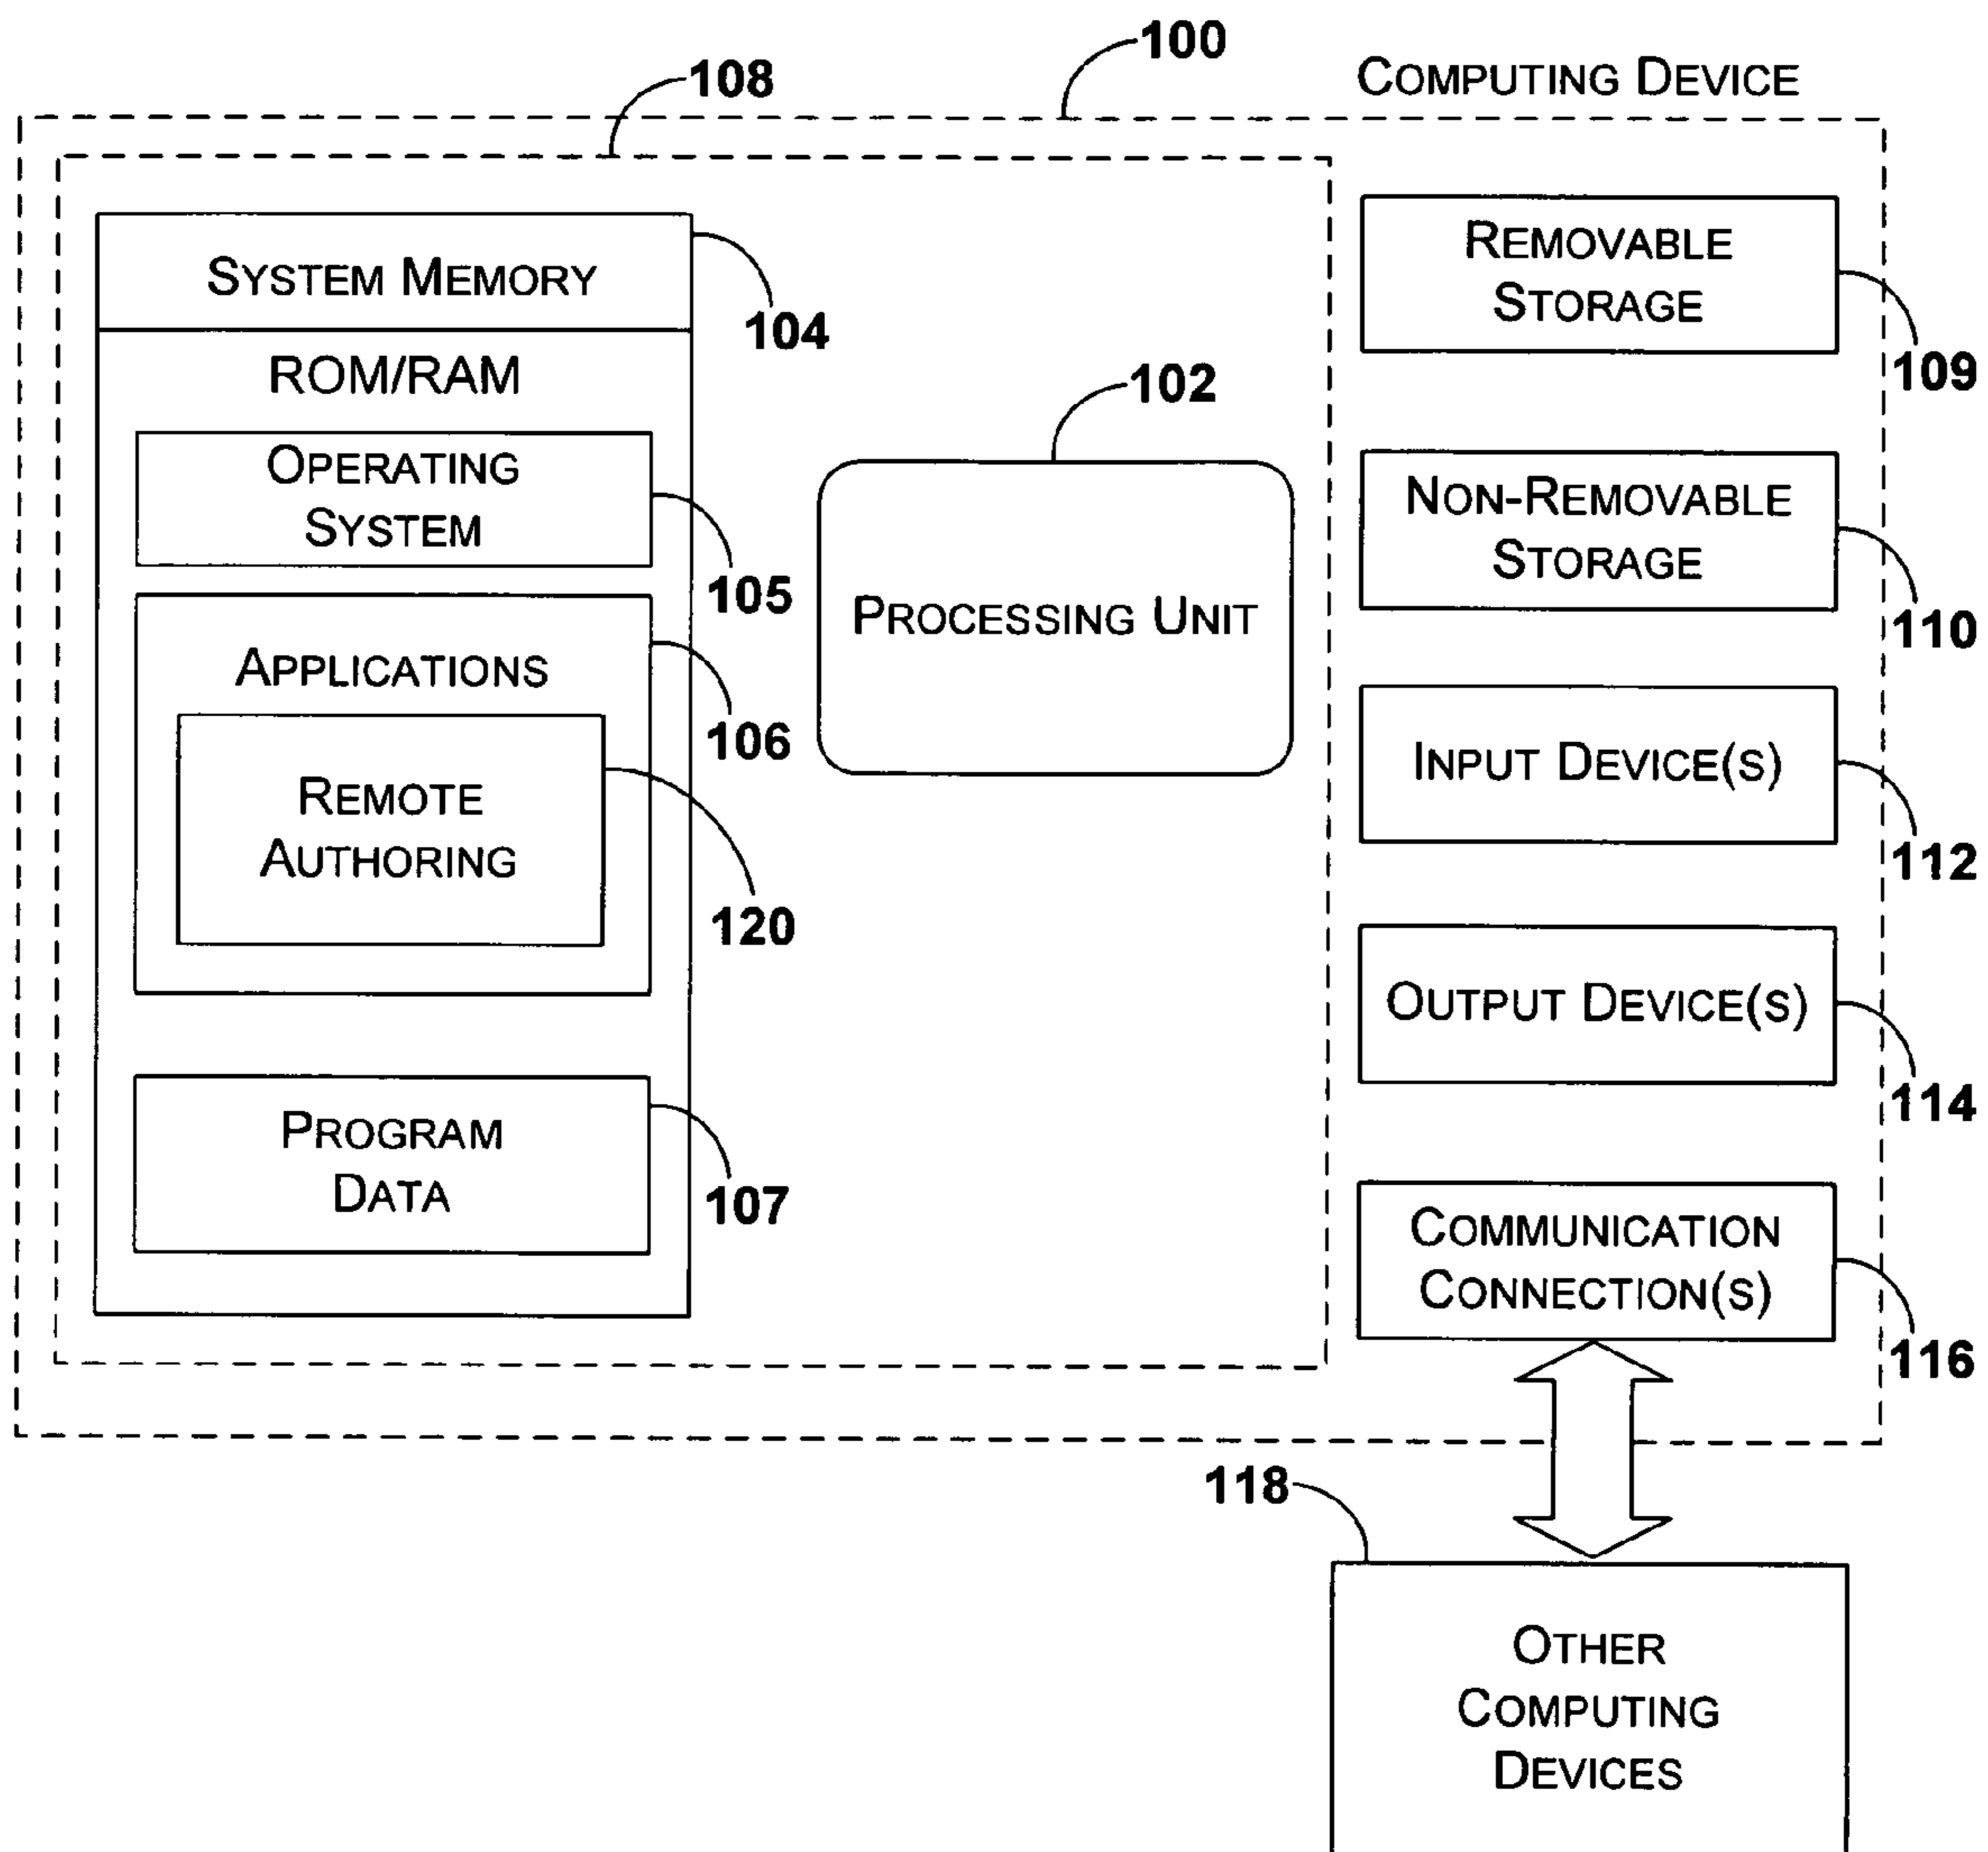 100
COMPUTING DEVICE
108
SYSTEM MEMORY
104
ROM/RAM
OPERATING
SYSTEM
105
APPLICATIONS
106
REMOTE
AUTHORING
120
PROGRAM
DATA
107
102
PROCESSING UNIT
REMOVABLE
STORAGE
109
NON-REMOVABLE
STORAGE
110
INPUT DEVICE(S)
112
OUTPUT DEVICE(S)
114
COMMUNICATION
CONNECTION(S)
116
118
OTHER
COMPUTING
DEVICES